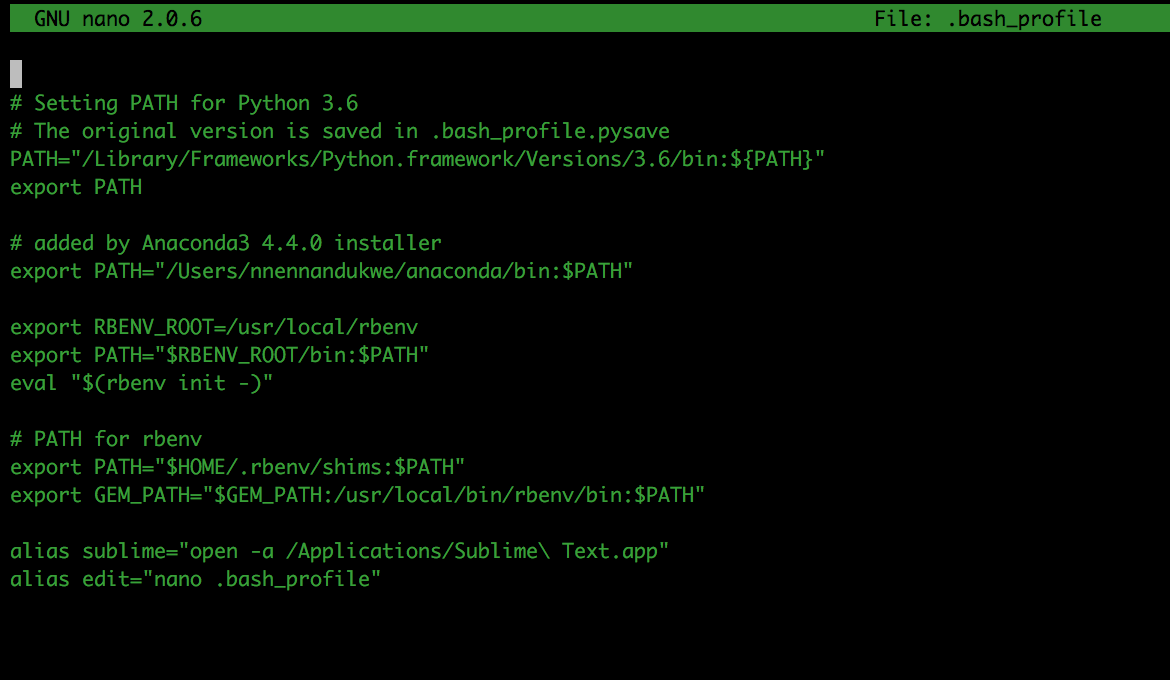 GNU nano 2.0.6 File: .bash_profile
# Setting PATH for Python 3.6
# The original version is saved in .bash_profile.pysave
PATH="/Library/Frameworks/Python.framework/Versions/3.6/bin:${PATH}"
export PATH
# added by Anaconda3 4.4.0 installer
export PATH="/Users/nnennandukwe/anaconda/bin:$PATH"
export RBENV_ROOT=/usr/local/rbenv
export PATH="$RBENV_ROOT/bin:$PATH"
eval "$(rbenv init -)"
# PATH for rbenv
export PATH="$HOME/.rbenv/shims:$PATH"
export GEM_PATH="$GEM_PATH:/usr/local/bin/rbenv/bin:$PATH"
alias sublime="open -a /Applications/Sublime\ Text.app"
alias edit="nano .bash_profile"